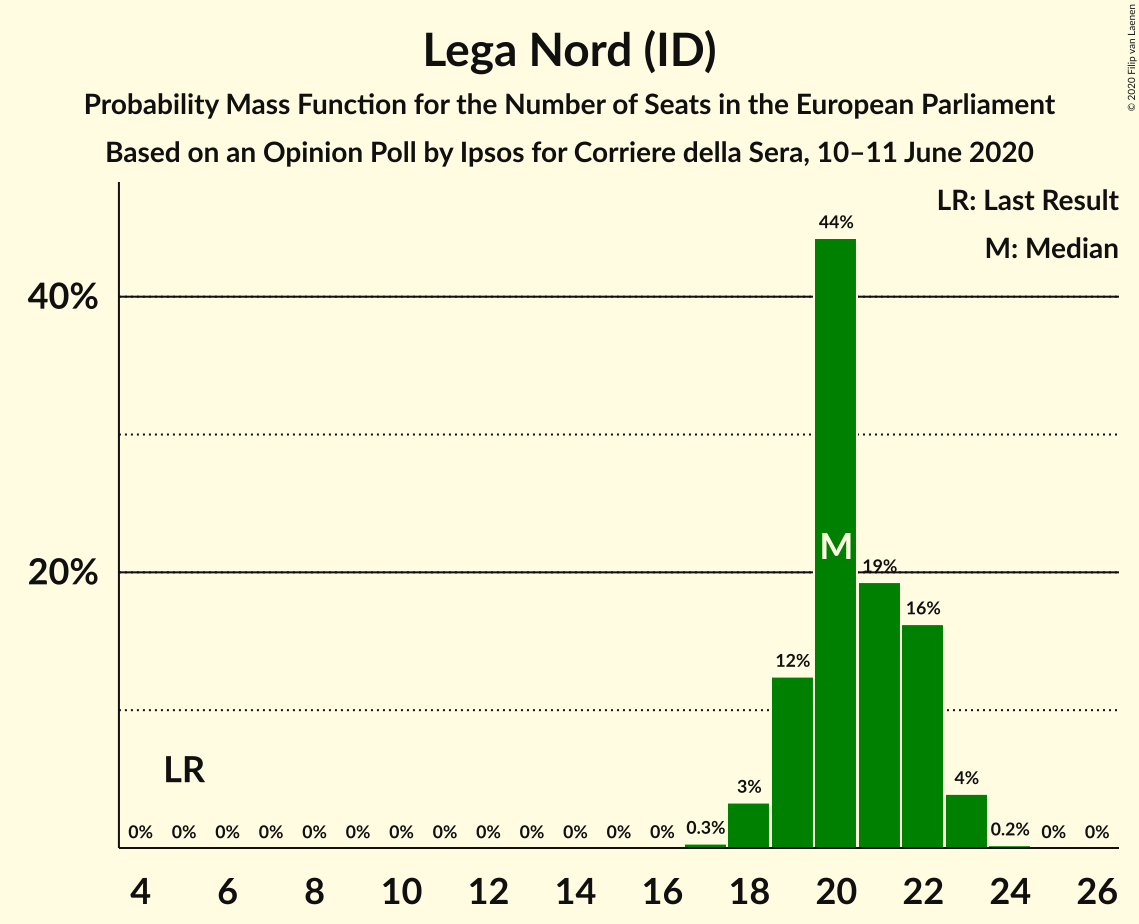 Lega Nord (ID)
Probability Mass Function for the Number of Seats in the European Parliament
Based on an Opinion Poll by Ipsos for Corriere della Sera, 10–11 June 2020
© 2020 Filip van Laenen
LR: Last Result
M: Median
44%
40%
M
20%
19%
16%
12%
LR
3%
4%
0% 0% 0% 0% 0% 0% 0% 0% 0% 0% 0% 0% 0% 0.3% 0.2% 0% 0%
4 6 8 10 12 14 16 18 20 22 24 26